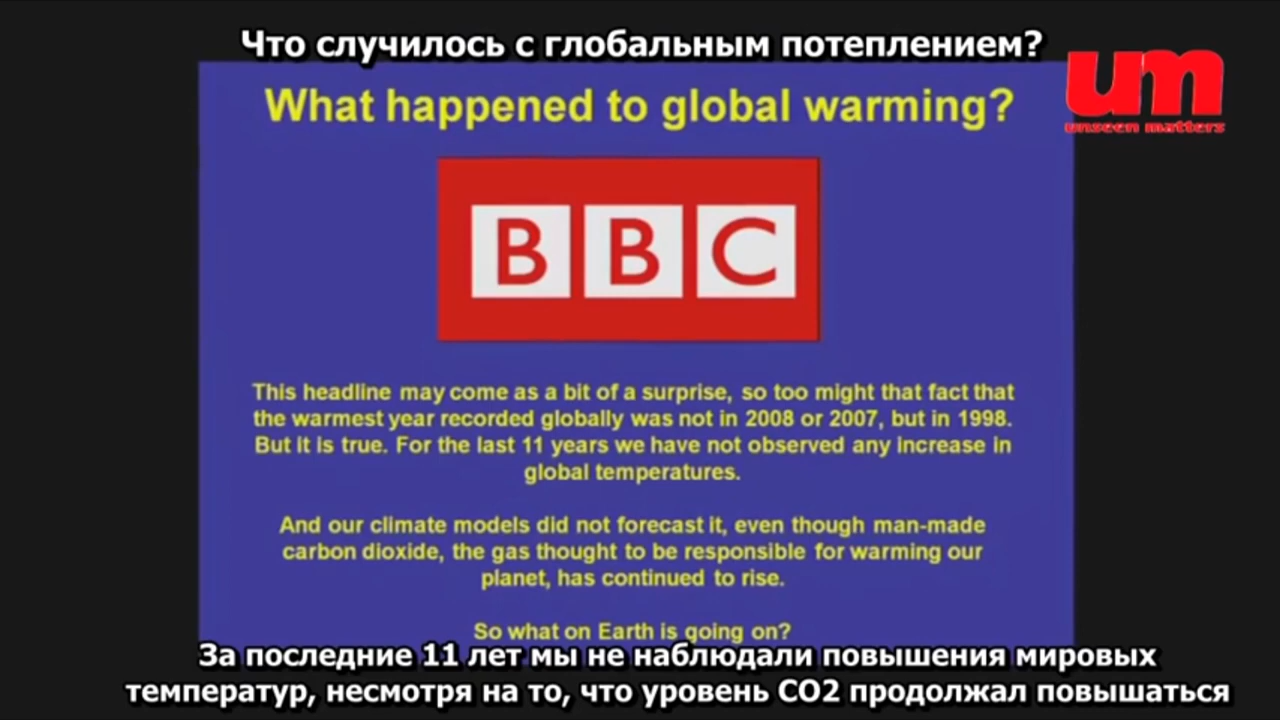 Что случилось с глобальным потеплением?
What happened to global warming?
um
unseen matters
BBC
This headline may come as a bit of a surprise, so too might that fact that
the warmest year recorded globally was not in 2008 or 2007, but in 1998.
But it is true. For the last 11 years we have not observed any increase in
global temperatures.
And our climate models did not forecast it, even though man-made
carbon dioxide, the gas thought to be responsible for warming our
planet, has continued to rise.
So what on Earth is going on?
За последние 11 лет мы не наблюдали повышения мировых
температур, несмотря на то, что уровень СО2 продолжал повышаться